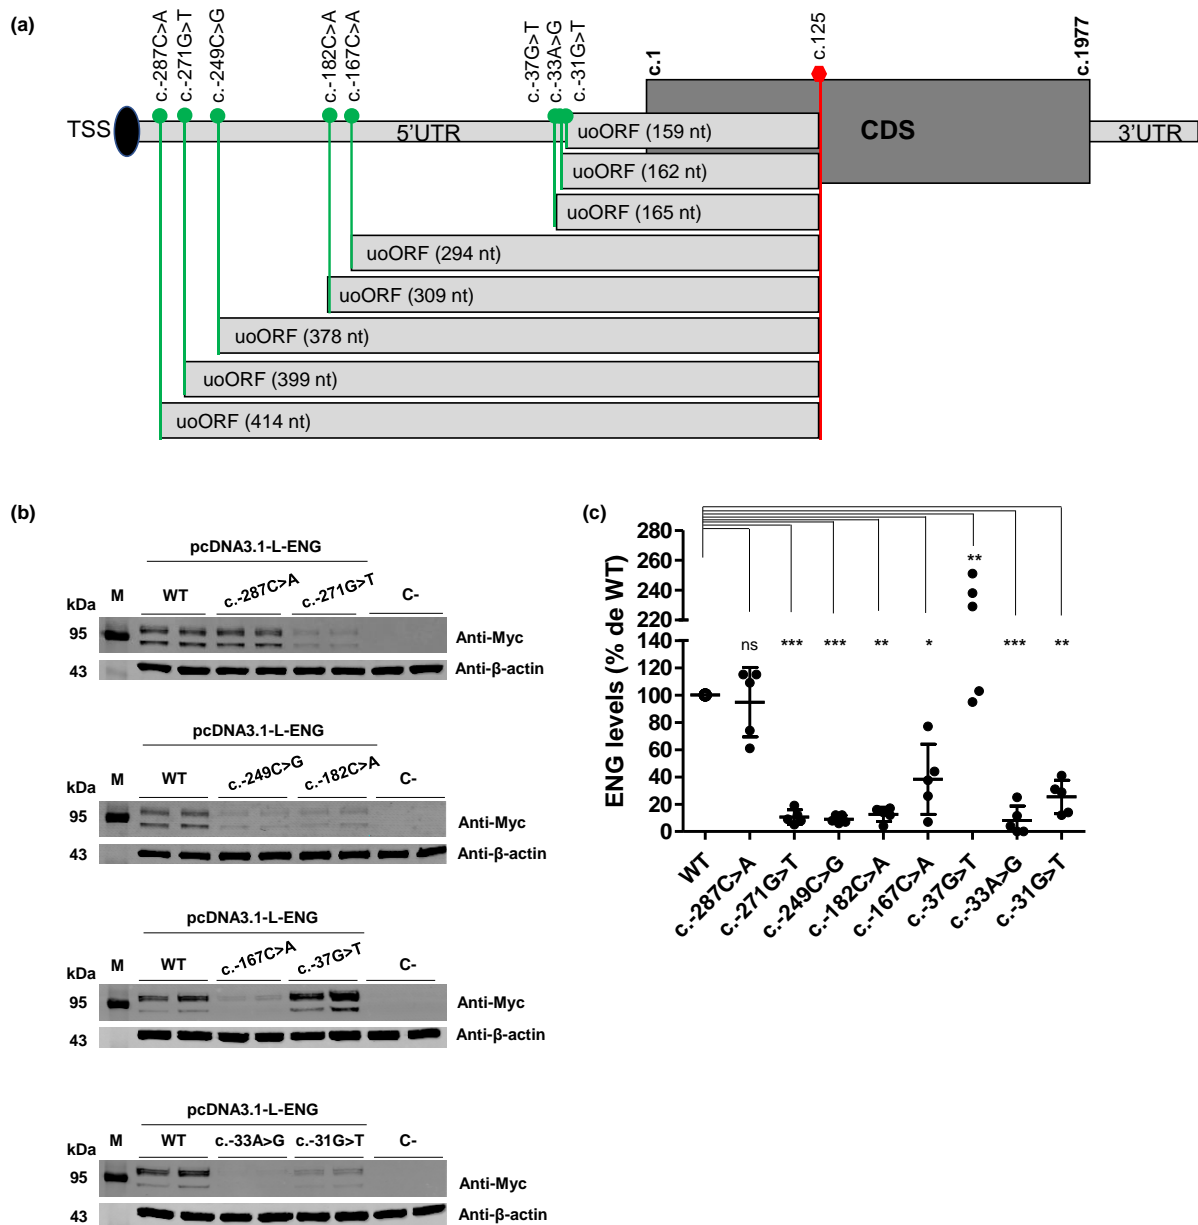 (a)
c.-287C>A
c.-271G>T
c.-249C>G
c.-182C>A
c.-167C>A
c.-37G>T
c.-33A>G
c.-31G>T
c.1
c.125
c.1977
TSS
5'UTR
CDS
3'UTR
uoORF (159 nt)
uoORF (162 nt)
uoORF (165 nt)
uoORF (294 nt)
uoORF (309 nt)
uoORF (378 nt)
uoORF (399 nt)
uoORF (414 nt)
(b)
pcDNA3.1-L-ENG
kDa M WT c.-287C>A c.-271G>T C-
95 Anti-Myc
43 Anti-β-actin
pcDNA3.1-L-ENG
kDa M WT c.-249C>G c.-182C>A C-
95 Anti-Myc
43 Anti-β-actin
pcDNA3.1-L-ENG
kDa M WT c.-167C>A c.-37G>T C-
95 Anti-Myc
43 Anti-β-actin
pcDNA3.1-L-ENG
kDa M WT c.-33A>G c.-31G>T C-
95 Anti-Myc
43 Anti-β-actin
(c)
ENG levels (% de WT)
280
260
240
220
140
120
100
80
60
40
20
0
ns *** *** ** * ** *** **
WT
c.-287C>A
c.-271G>T
c.-249C>G
c.-182C>A
c.-167C>A
c.-37G>T
c.-33A>G
c.-31G>T